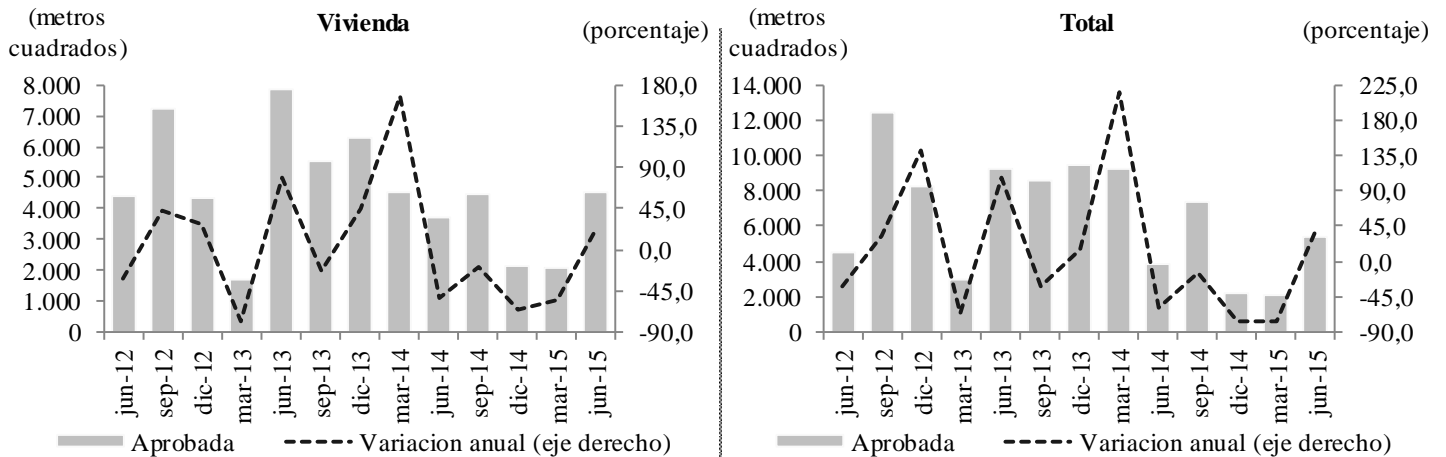 (metros cuadrados)
Vivienda
(porcentaje)
8.000
7.000
6.000
5.000
4.000
3.000
2.000
1.000
0
180,0
135,0
90,0
45,0
0,0
-45,0
-90,0
jun-12
sep-12
dic-12
mar-13
jun-13
sep-13
dic-13
mar-14
jun-14
sep-14
dic-14
mar-15
jun-15
Aprobada
Variacion anual (eje derecho)
(metros cuadrados)
Total
(porcentaje)
14.000
12.000
10.000
8.000
6.000
4.000
2.000
0
225,0
180,0
135,0
90,0
45,0
0,0
-45,0
-90,0
jun-12
sep-12
dic-12
mar-13
jun-13
sep-13
dic-13
mar-14
jun-14
sep-14
dic-14
mar-15
jun-15
Aprobada
Variacion anual (eje derecho)